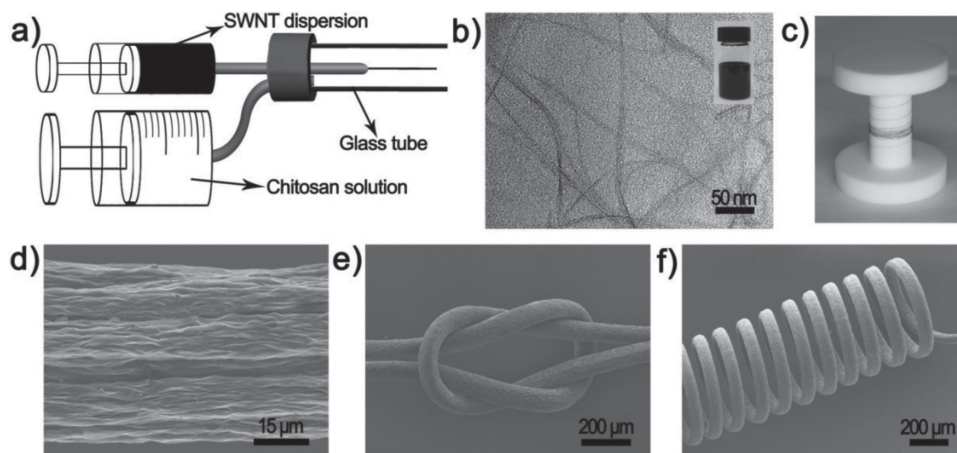 a)
SWNT dispersion
Glass tube
Chitosan solution
b)
50 nm
c)
d)
15 µm
e)
200 µm
f)
200 µm